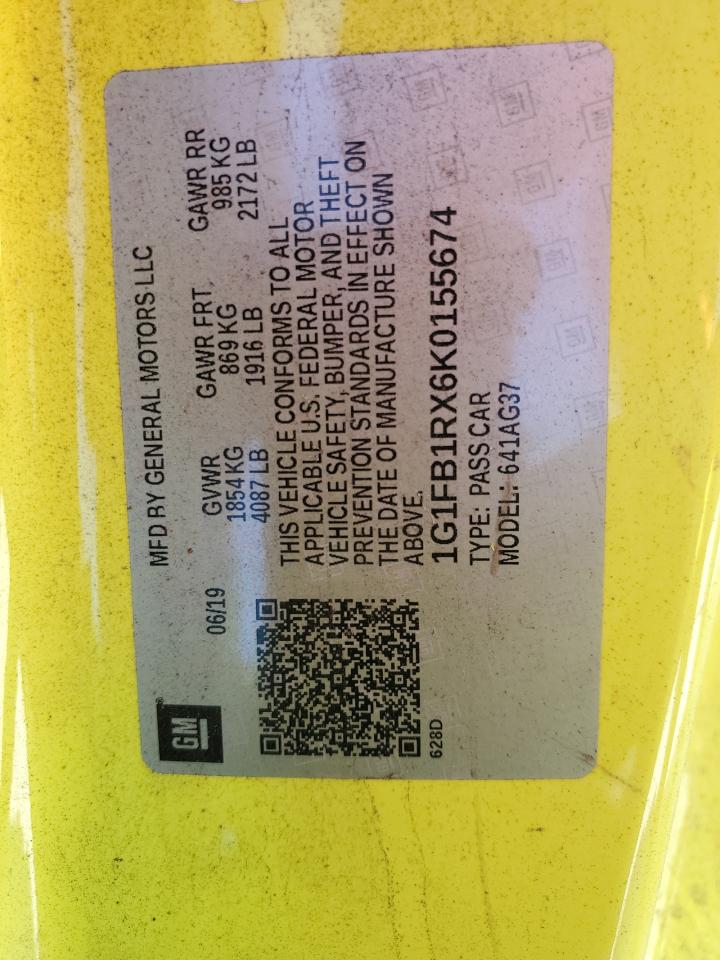 GM®
06/19
MFD BY GENERAL MOTORS LLC
GVWR GAWR FRT. GAWR RR
1854 KG 869 KG 985 KG
4087 LB 1916 LB 2172 LB
THIS VEHICLE CONFORMS TO ALL
APPLICABLE U.S. FEDERAL MOTOR
VEHICLE SAFETY, BUMPER, AND THEFT
PREVENTION STANDARDS IN EFFECT ON
THE DATE OF MANUFACTURE SHOWN
ABOVE.
1G1FB1RX6K0155674
TYPE: PASS CAR
MODEL: 641AG37
628D